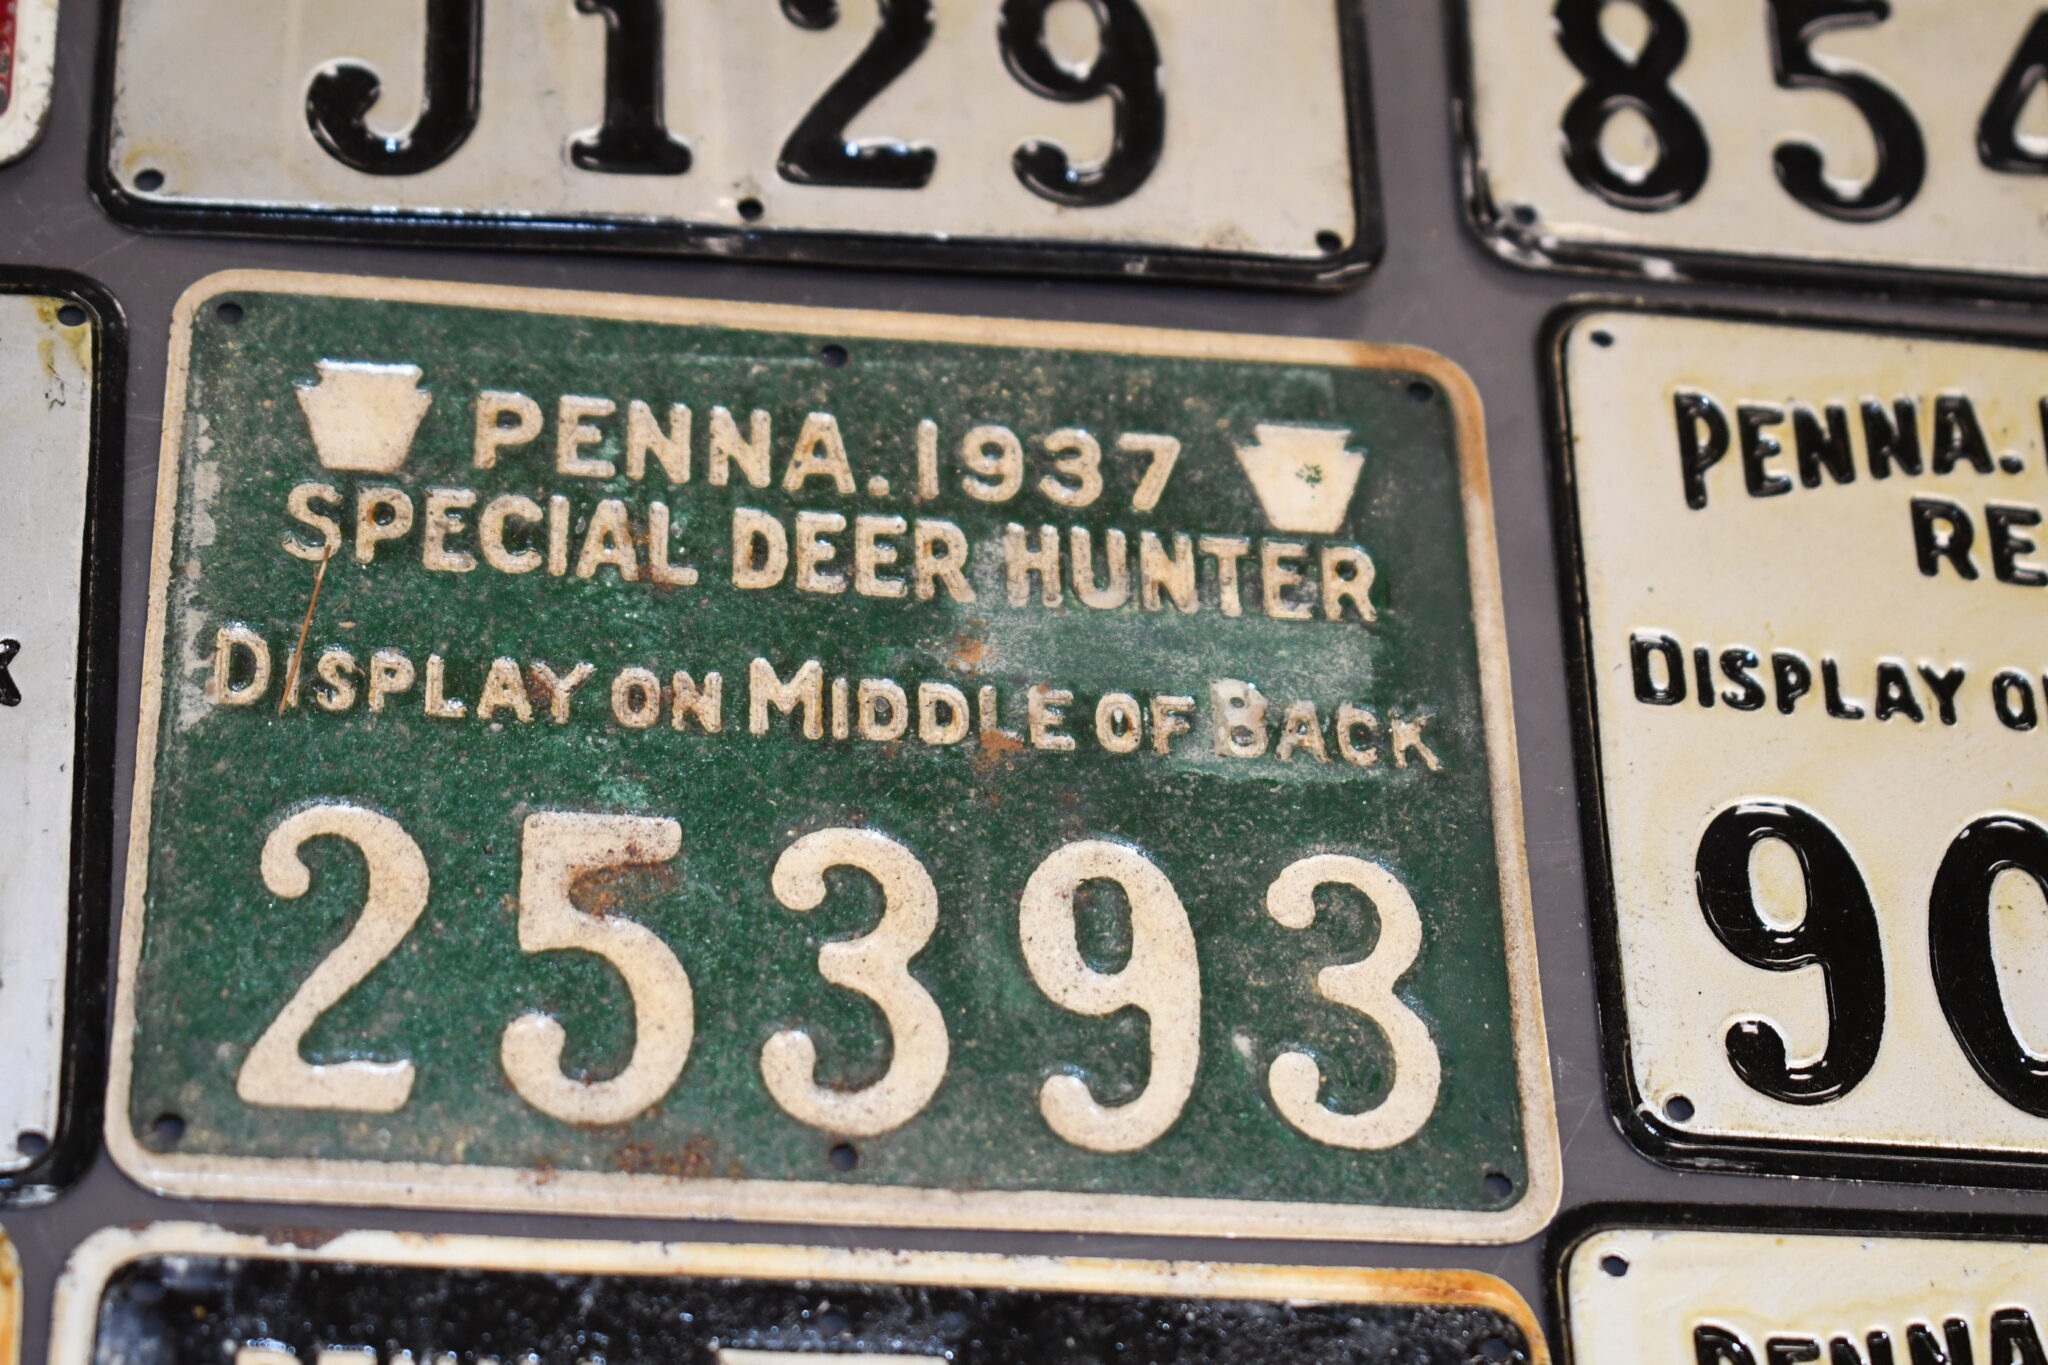 J129
854
PENNA. 1937
SPECIAL DEER HUNTER
DISPLAY ON MIDDLE OF BACK
25393
PENNA.
RE
DISPLAY O
90
PENNA